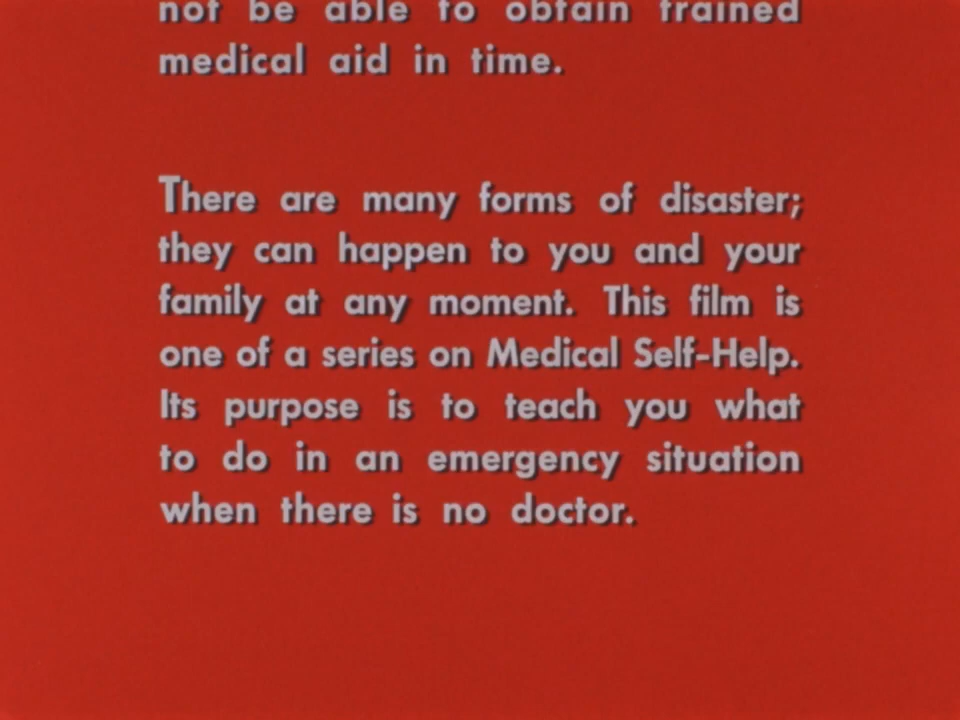 not be able to obtain trained
medical aid in time.
There are many forms of disaster;
they can happen to you and your
family at any moment. This film is
one of a series on Medical Self-Help.
Its purpose is to teach you what
to do in an emergency situation
when there is no doctor.